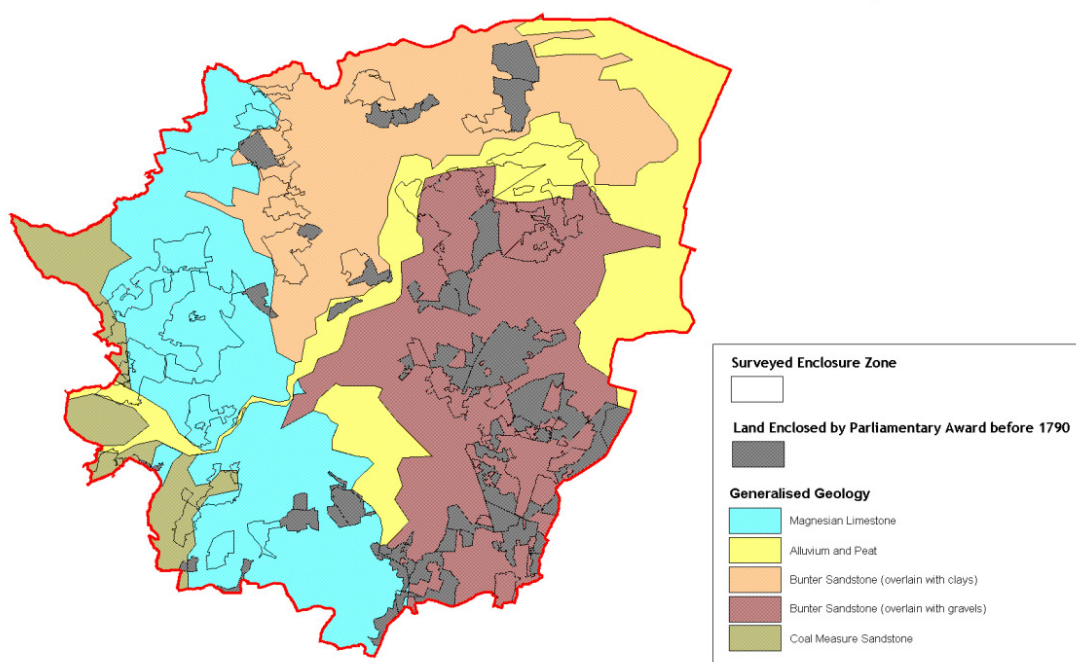 Surveyed Enclosure Zone
Land Enclosed by Parliamentary Award before 1790
Generalised Geology
Magnesian Limestone
Alluvium and Peat
Bunter Sandstone (overlain with clays)
Bunter Sandstone (overlain with gravels)
Coal Measure Sandstone